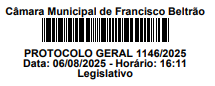 Câmara Municipal de Francisco Beltrão
PROTOCOLO GERAL 1146/2025
Data: 06/08/2025 - Horário: 16:11
Legislativo